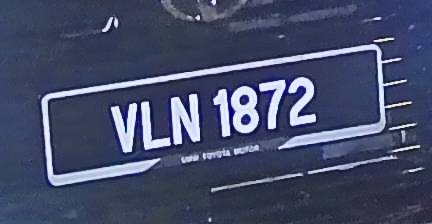 VLN 1872
UMW TOYOTA MOTOR